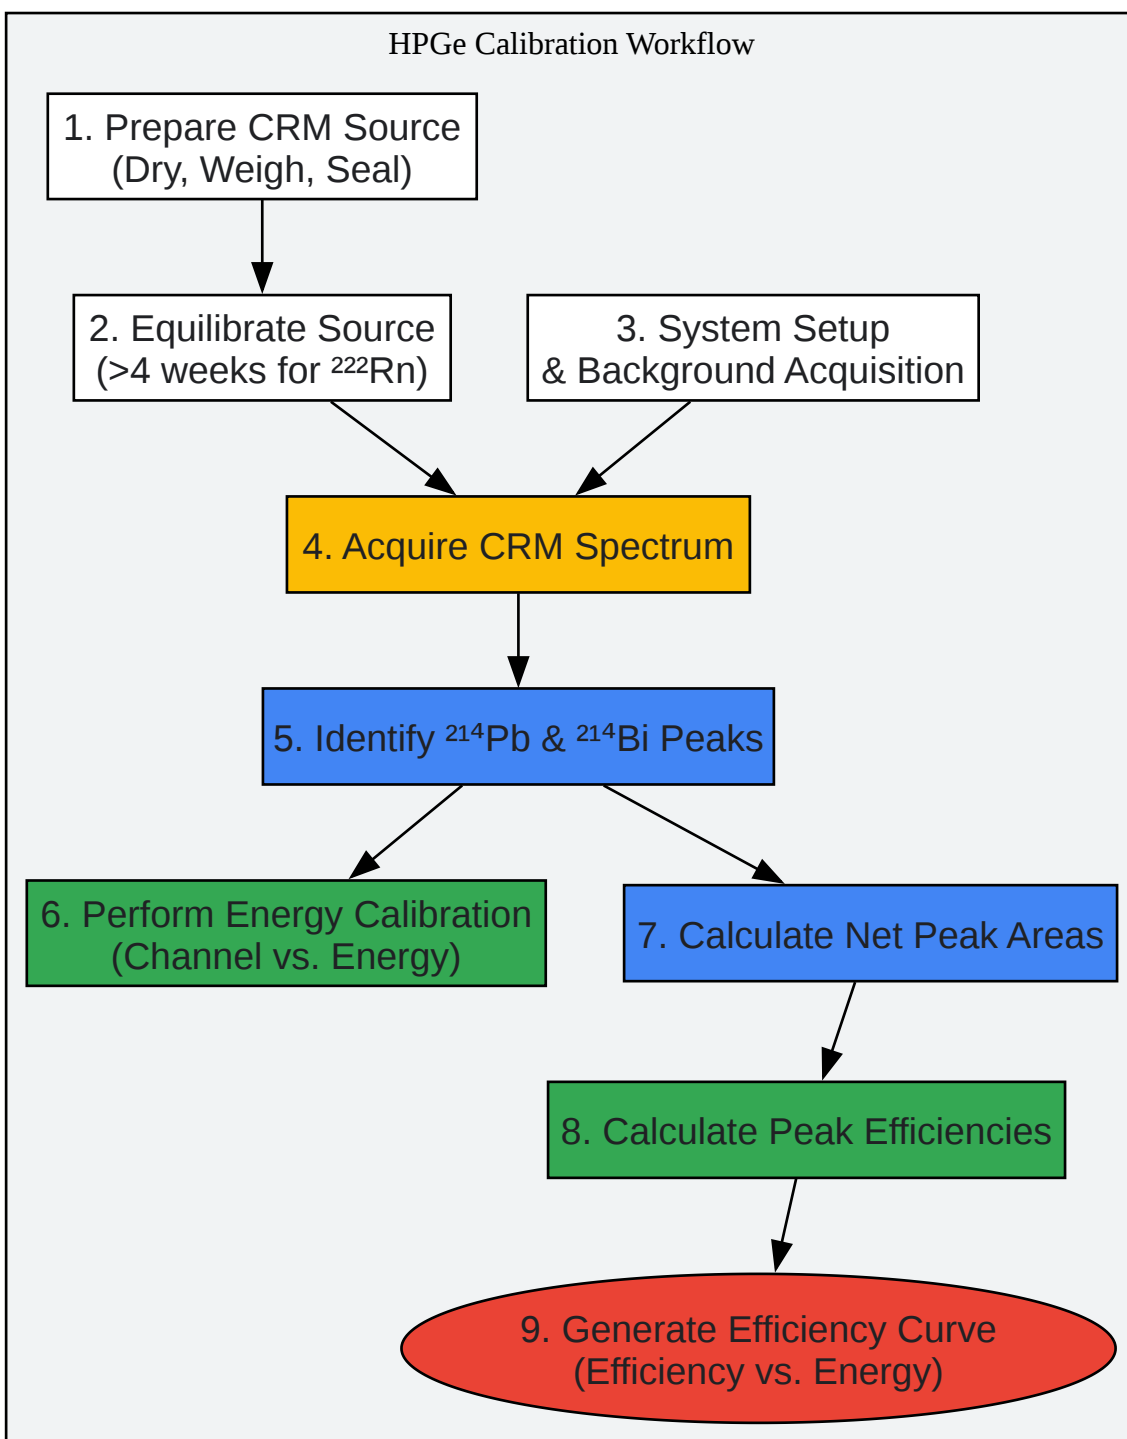 HPGe Calibration Workflow
1. Prepare CRM Source
(Dry, Weigh, Seal)
2. Equilibrate Source
(>4 weeks for ²²²Rn)
3. System Setup
& Background Acquisition
4. Acquire CRM Spectrum
5. Identify ²¹⁴Pb & ²¹⁴Bi Peaks
6. Perform Energy Calibration
(Channel vs. Energy)
7. Calculate Net Peak Areas
8. Calculate Peak Efficiencies
9. Generate Efficiency Curve
(Efficiency vs. Energy)